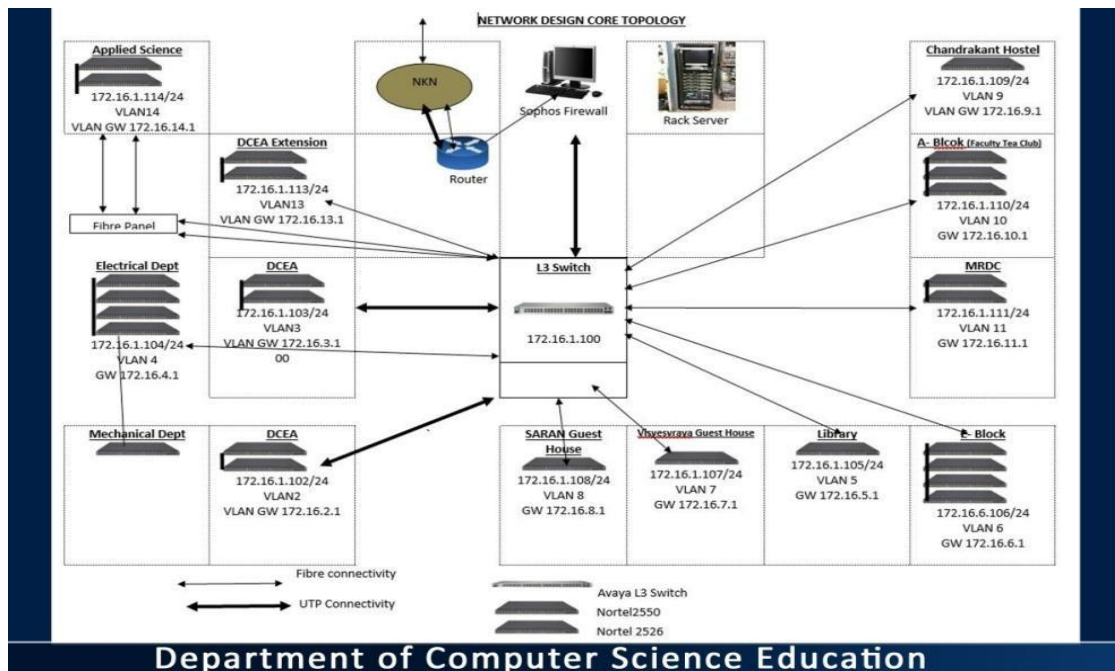 NETWORK DESIGN CORE TOPOLOGY
Applied Science
172.16.1.114/24
VLAN14
VLAN GW 172.16.14.1
NKN
Router
Sophos Firewall
Rack Server
Chandrakant Hostel
172.16.1.109/24
VLAN 9
VLAN GW 172.16.9.1
DCEA Extension
172.16.1.113/24
VLAN13
VLAN GW 172.16.13.1
A- Blcok (Faculty Tea Club)
172.16.1.110/24
VLAN 10
GW 172.16.10.1
Fibre Panel
Electrical Dept
172.16.1.104/24
VLAN 4
GW 172.16.4.1
DCEA
172.16.1.103/24
VLAN3
VLAN GW 172.16.3.1
00
L3 Switch
172.16.1.100
MRDC
172.16.1.111/24
VLAN 11
GW 172.16.11.1
Mechanical Dept
DCEA
172.16.1.102/24
VLAN2
VLAN GW 172.16.2.1
SARAN Guest
House
172.16.1.108/24
VLAN 8
GW 172.16.8.1
Visvesvraya Guest House
172.16.1.107/24
VLAN 7
GW 172.16.7.1
Library
172.16.1.105/24
VLAN 5
GW 172.16.5.1
E- Block
172.16.6.106/24
VLAN 6
GW 172.16.6.1
Fibre connectivity
UTP Connectivity
Avaya L3 Switch
Nortel2550
Nortel 2526
Department of Computer Science Education